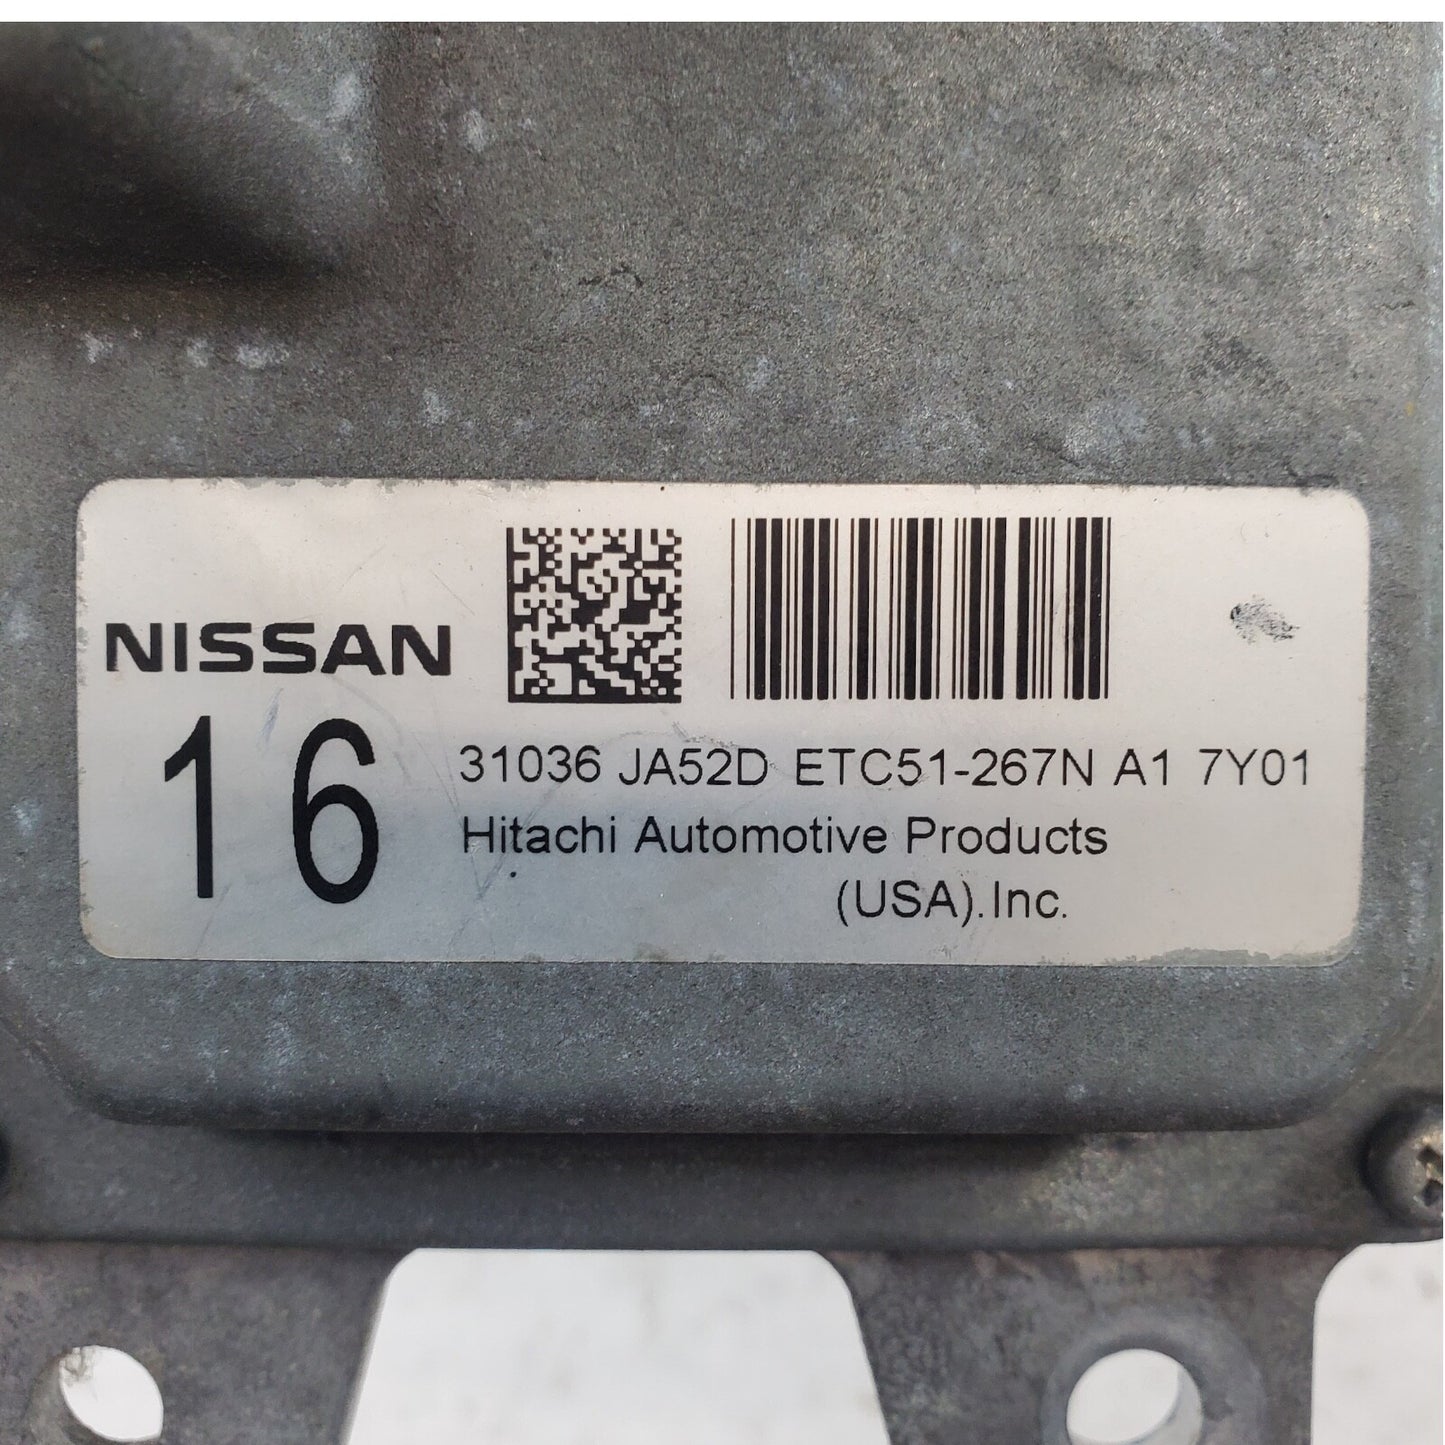 NISSAN
16
31036 JA52D ETC51-267N A1 7Y01
Hitachi Automotive Products
(USA).Inc.